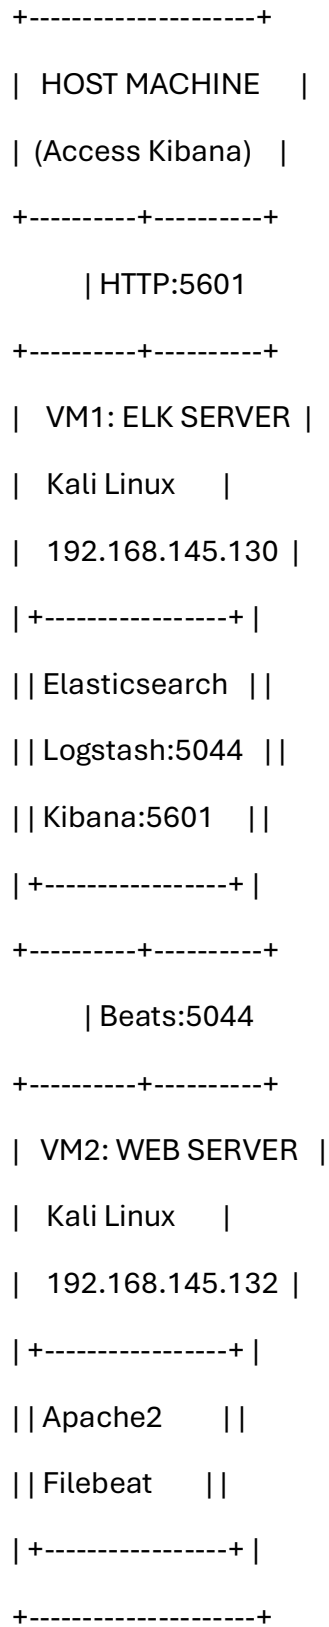 +---------------------+
|   HOST MACHINE      |
|  (Access Kibana)    |
+----------+----------+
| HTTP:5601
+----------+----------+
|   VM1: ELK SERVER  |
|   Kali Linux       |
|   192.168.145.130  |
| +-----------------+ |
| | Elasticsearch   | |
| | Logstash:5044   | |
| | Kibana:5601     | |
| +-----------------+ |
+----------+----------+
| Beats:5044
+----------+----------+
|   VM2: WEB SERVER   |
|   Kali Linux       |
|   192.168.145.132  |
| +-----------------+ |
| | Apache2         | |
| | Filebeat        | |
| +-----------------+ |
+---------------------+